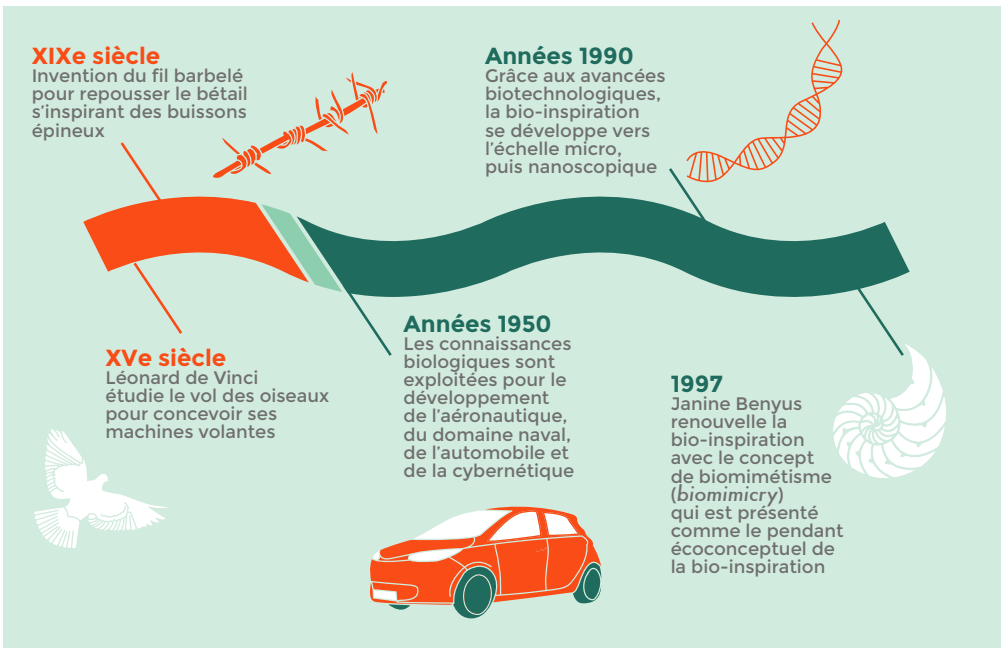 XIXe siècle
Invention du fil barbelé
pour repousser le bétail
s’inspirant des buissons
épineux
XVe siècle
Léonard de Vinci
étudie le vol des oiseaux
pour concevoir ses
machines volantes
Années 1950
Les connaissances
biologiques sont
exploitées pour le
développement
de l’aéronautique,
du domaine naval,
de l’automobile et
de la cybernétique
Années 1990
Grâce aux avancées
biotechnologiques,
la bio-inspiration
se développe vers
l’échelle micro,
puis nanoscopique
1997
Janine Benyus
renouvelle la
bio-inspiration
avec le concept
de biomimétisme
(biomimicry)
qui est présenté
comme le pendant
écoconceptuel de
la bio-inspiration